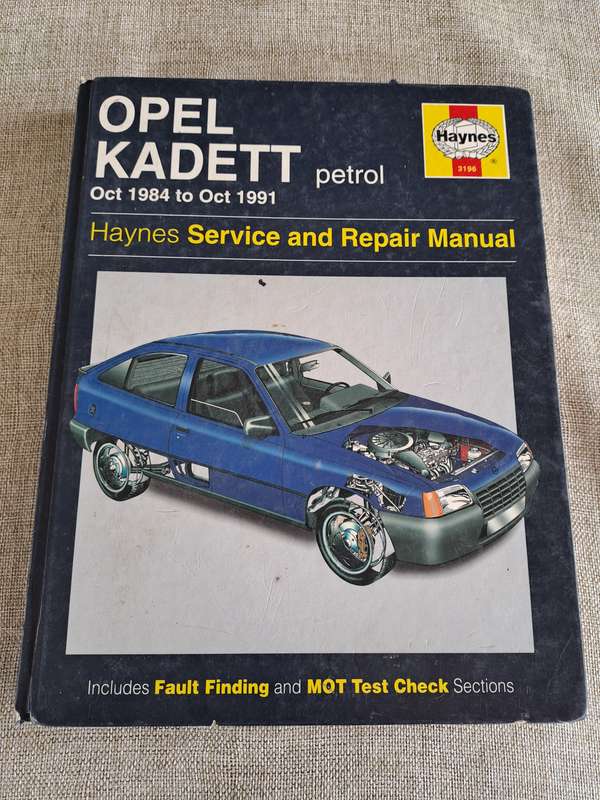 OPEL
KADETT petrol
Oct 1984 to Oct 1991
Haynes
3196
®
Haynes Service and Repair Manual
Includes Fault Finding and MOT Test Check Sections